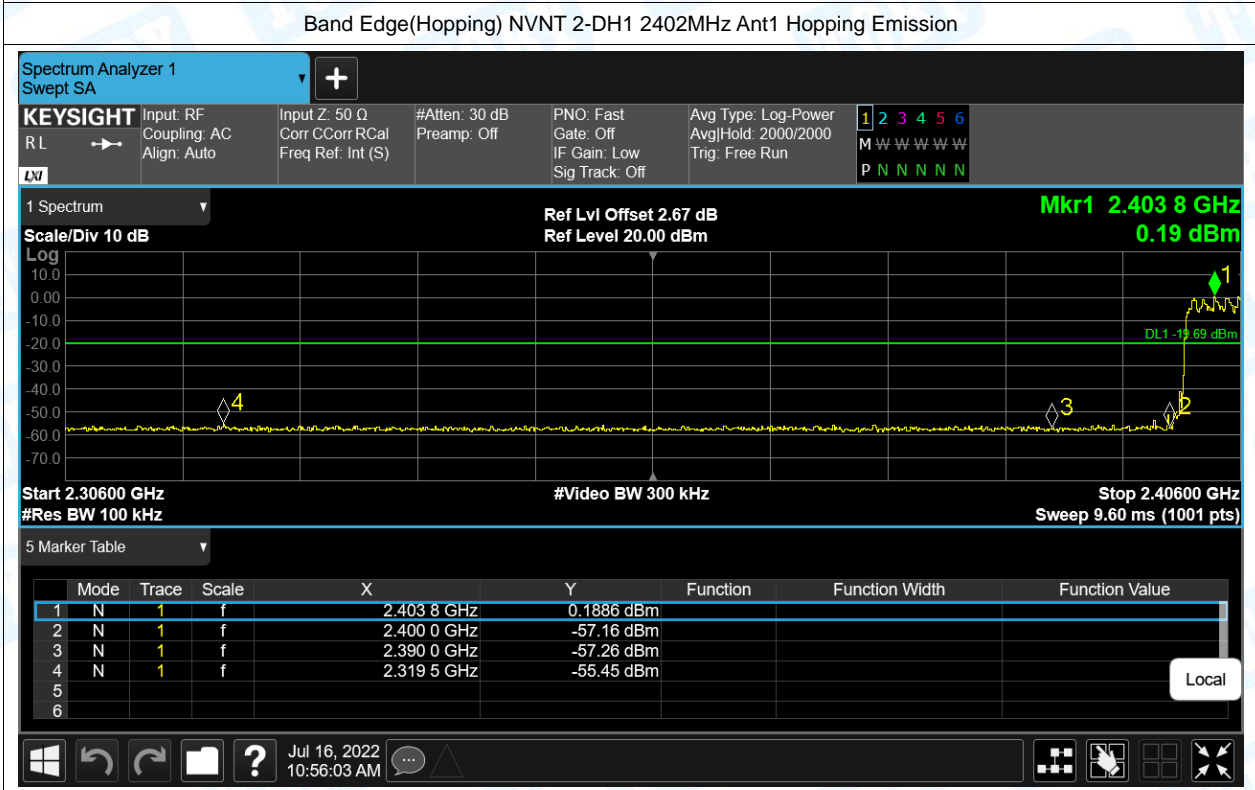 Band Edge(Hopping) NVNT 2-DH1 2402MHz Ant1 Hopping Emission
Spectrum Analyzer 1
Swept SA
KEYSIGHT
RL
LXI
Input: RF
Coupling: AC
Align: Auto
Input Z: 50 Ω
Corr CCorr RCal
Freq Ref: Int (S)
#Atten: 30 dB
Preamp: Off
PNO: Fast
Gate: Off
IF Gain: Low
Sig Track: Off
Avg Type: Log-Power
Avg|Hold: 2000/2000
Trig: Free Run
1 2 3 4 5 6
M W W W W W
P N N N N N
1 Spectrum
Scale/Div 10 dB
Ref Lvl Offset 2.67 dB
Ref Level 20.00 dBm
Mkr1 2.403 8 GHz
0.19 dBm
Log
10.0
0.00
-10.0
-20.0
-30.0
-40.0
-50.0
-60.0
-70.0
1
DL1 -19.69 dBm
4
3
2
Start 2.30600 GHz
#Res BW 100 kHz
#Video BW 300 kHz
Stop 2.40600 GHz
Sweep 9.60 ms (1001 pts)
5 Marker Table
Mode Trace Scale X Y Function Function Width Function Value
1 N 1 f 2.403 8 GHz 0.1886 dBm
2 N 1 f 2.400 0 GHz -57.16 dBm
3 N 1 f 2.390 0 GHz -57.26 dBm
4 N 1 f 2.319 5 GHz -55.45 dBm
5
6
Local
?
Jul 16, 2022
10:56:03 AM